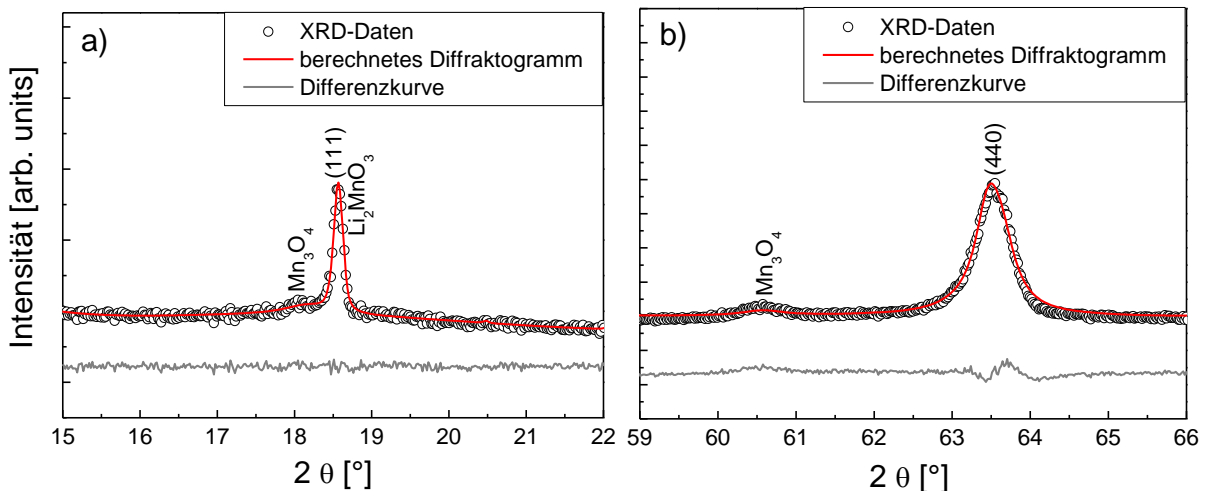 a)
XRD-Daten
berechnetes Diffraktogramm
Differenzkurve
Intensität [arb. units]
Mn₃O₄
(111)
Li₂MnO₃
15 16 17 18 19 20 21 22
2 θ [°]
b)
XRD-Daten
berechnetes Diffraktogramm
Differenzkurve
Mn₃O₄
(440)
59 60 61 62 63 64 65 66
2 θ [°]